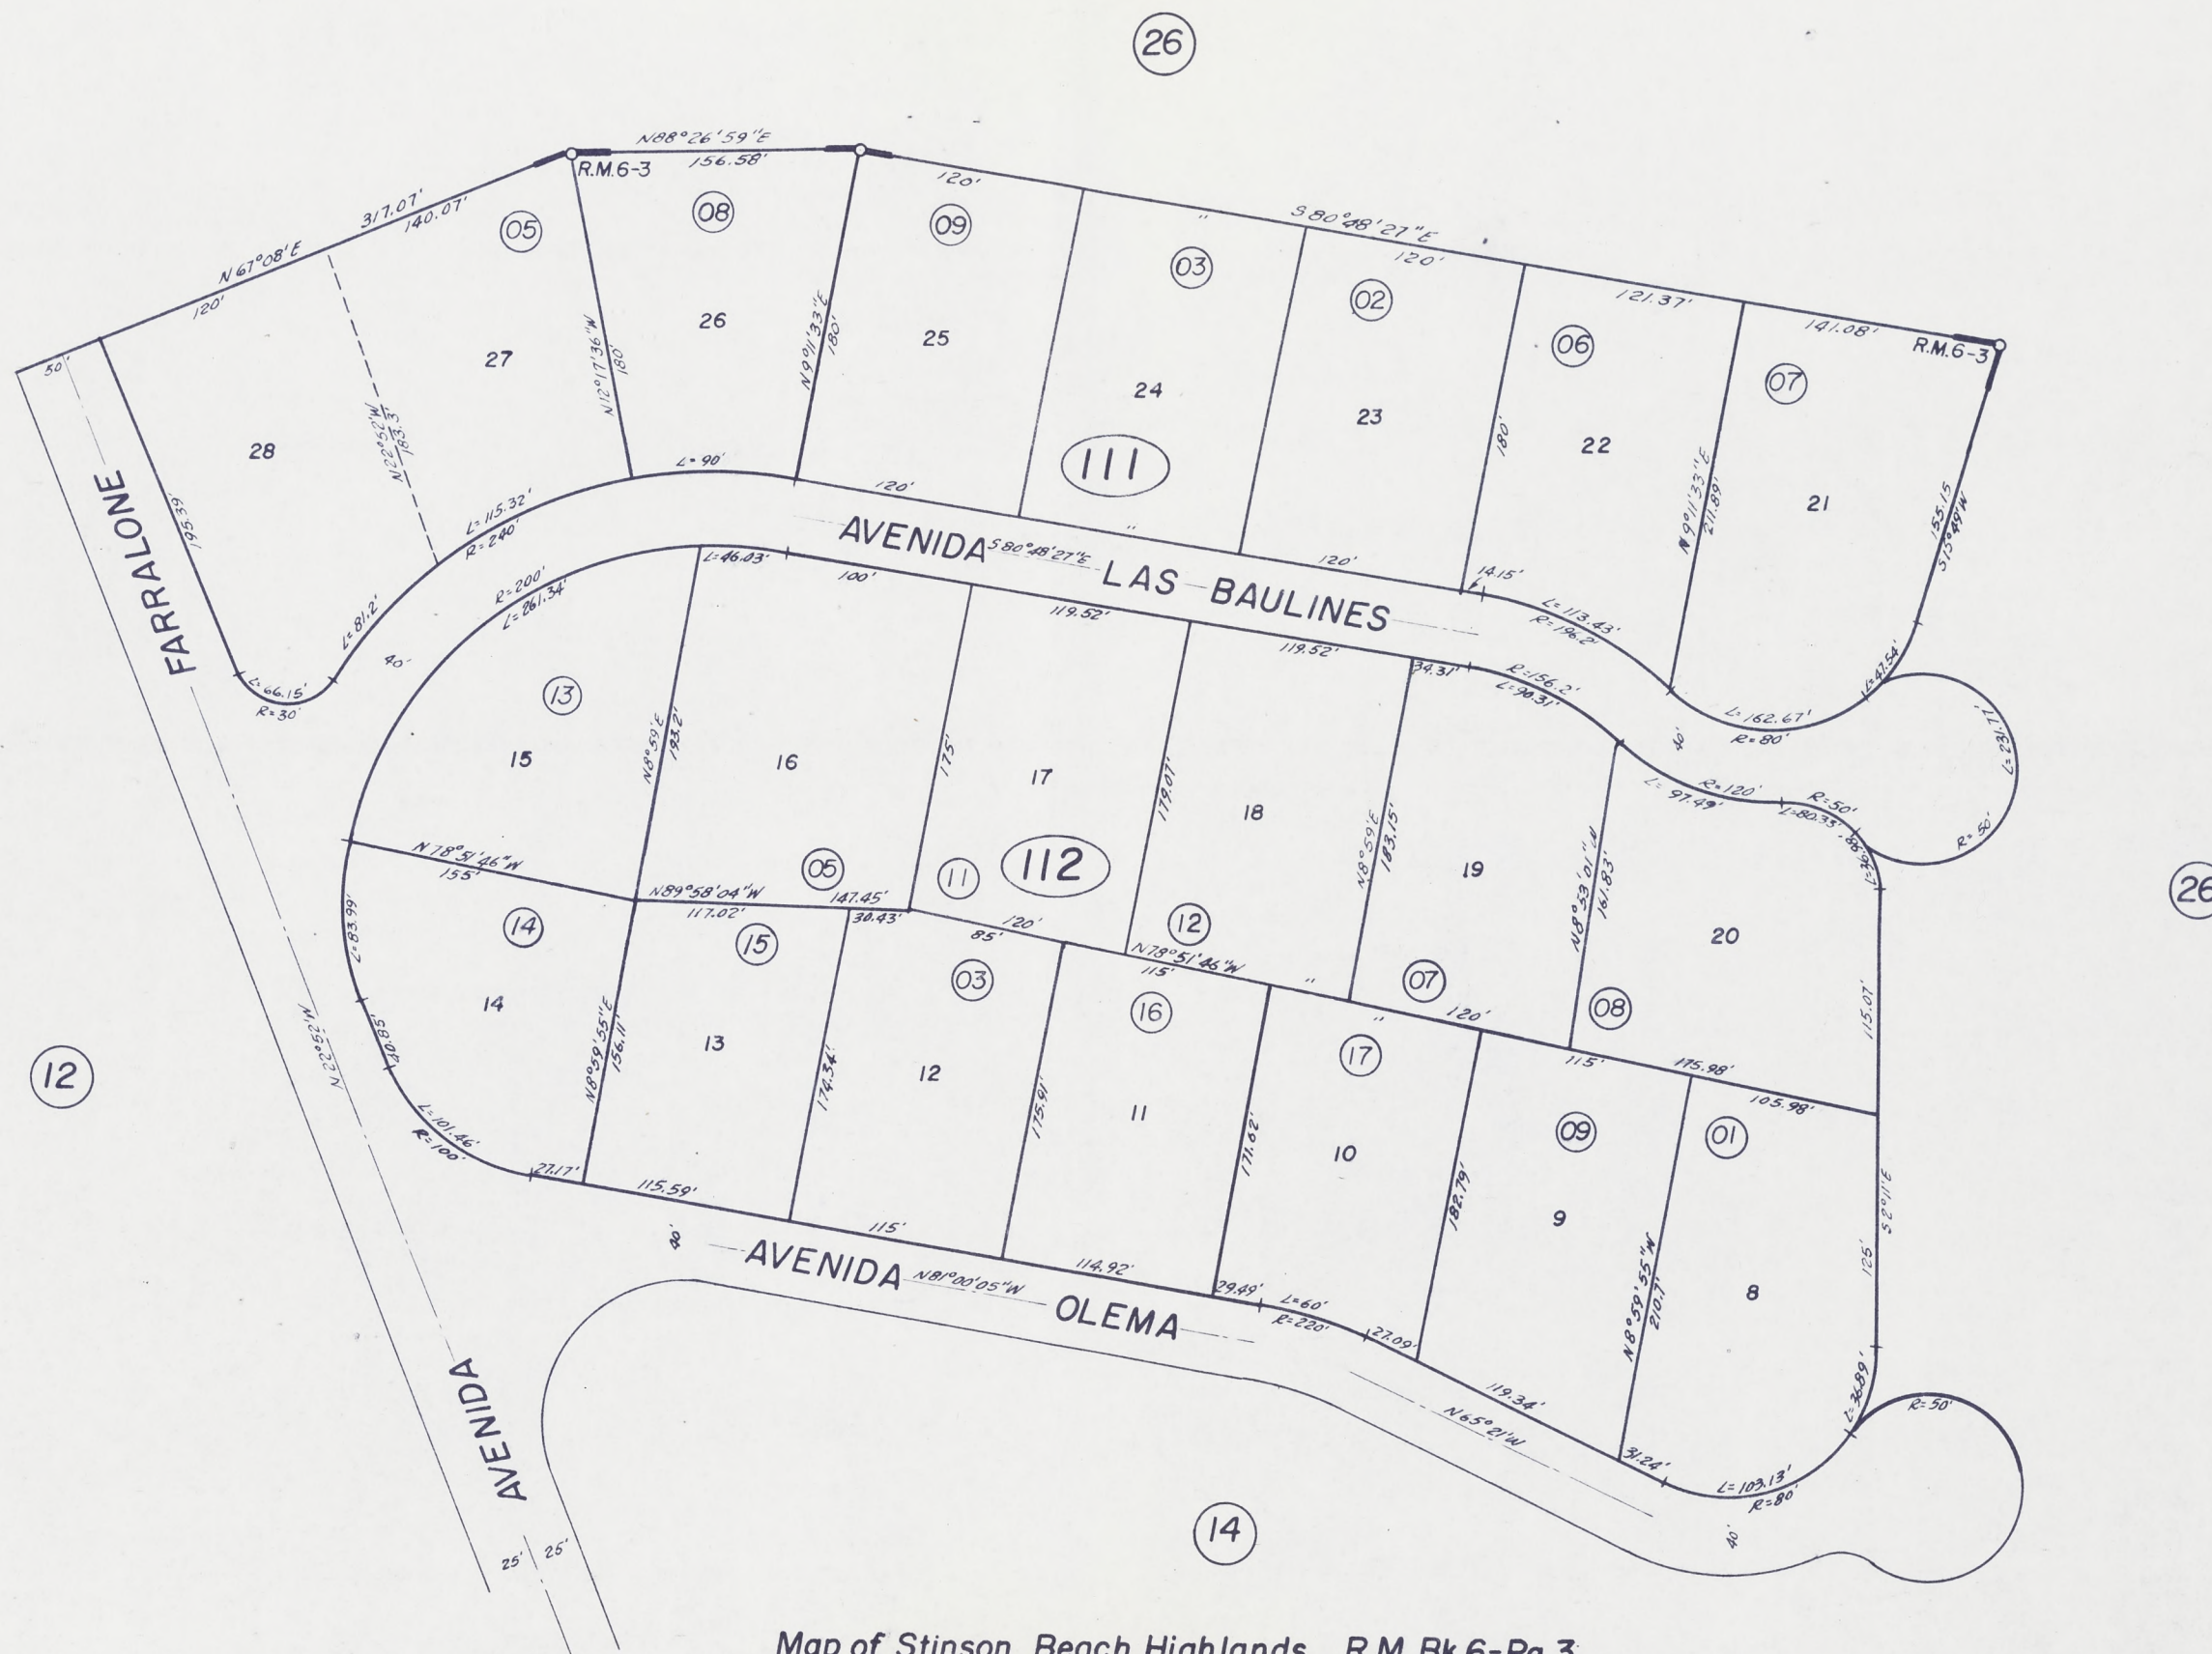 26
N88°26'59"E
156.58'
R.M.6-3
317.07'
140.07'
N67°08'E
120'
50'
05
08
09
03
02
06
07
120'
"
S80°48'27"E
120'
121.37'
141.08'
R.M.6-3
28
27
26
25
24
23
22
21
195.39'
N22°52'W
183.3'
N12°17'36"W
180'
N9°11'33"E
180'
180'
N9°11'33"E
211.89'
155.15
S15°49'W
111
L=90'
L=115.32'
R=240'
L=81.2'
L=66.15'
R=30'
40'
120'
"
120'
14.15'
L=113.43'
R=196.2'
L=162.67'
R=80'
L=47.54'
L=231.77'
R=50'
AVENIDA S80°48'27"E LAS BAULINES
R=200'
L=261.34'
L=46.03'
100'
119.52'
119.52'
34.31'
R=156.2'
L=90.31'
40'
R=120'
L=97.49'
R=50'
L=80.33'
13
15
16
17
18
19
20
N8°59'E
193.2'
175'
179.07'
N8°59'E
183.15'
N8°53'01"W
161.83'
115.07'
112
N78°51'46"W
155'
N89°58'04"W
147.45'
117.02'
30.43'
05
11
12
07
08
120'
85'
N78°51'46"W
115'
"
"
120'
115'
175.98'
105.98'
14
15
03
16
17
09
01
L=83.99'
40.85'
L=101.46'
R=100'
14
13
12
11
10
9
8
N8°59'55"E
156.11'
174.34'
175.91'
171.62'
182.79'
N8°59'55"W
210.7'
S2°11'E
125'
27.17'
115.59'
115'
114.92'
29.49'
L=60'
R=220'
27.09'
119.34'
31.24'
L=103.13'
R=80'
L=36.89'
R=50'
40'
AVENIDA N81°00'05"W OLEMA
N65°21'W
40'
AVENIDA FARRALONE
N22°52'W
25' 25'
12
14
26
Map of Stinson Beach Highlands R.M.Bk.6-Pg.3